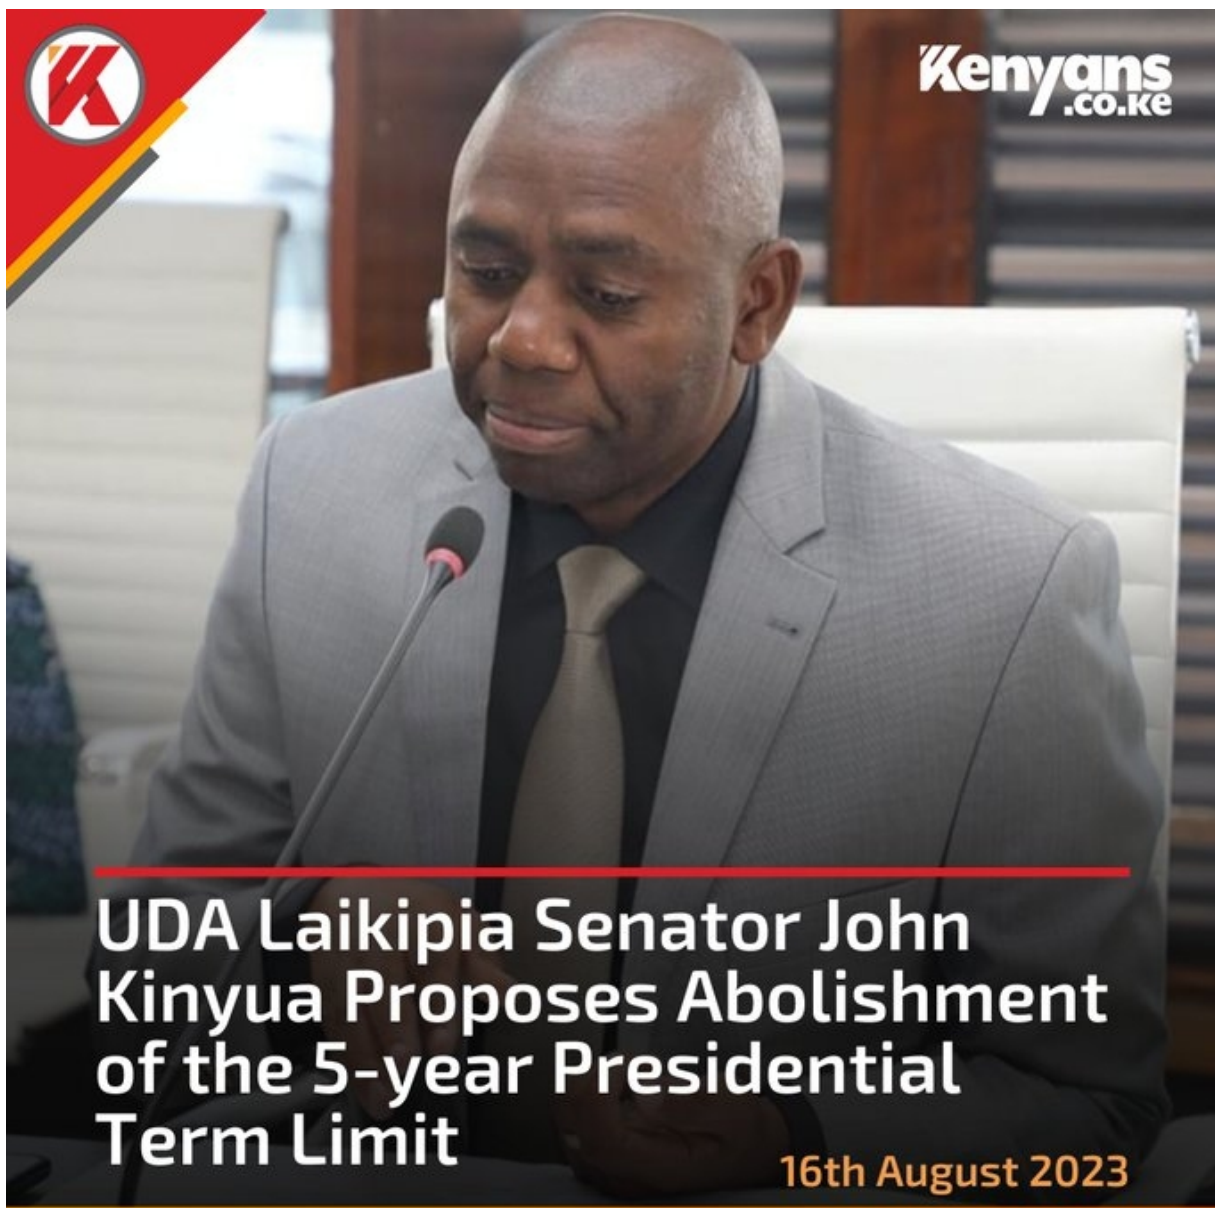 K
Kenyans
.co.ke
UDA Laikipia Senator John
Kinyua Proposes Abolishment
of the 5-year Presidential
Term Limit
16th August 2023